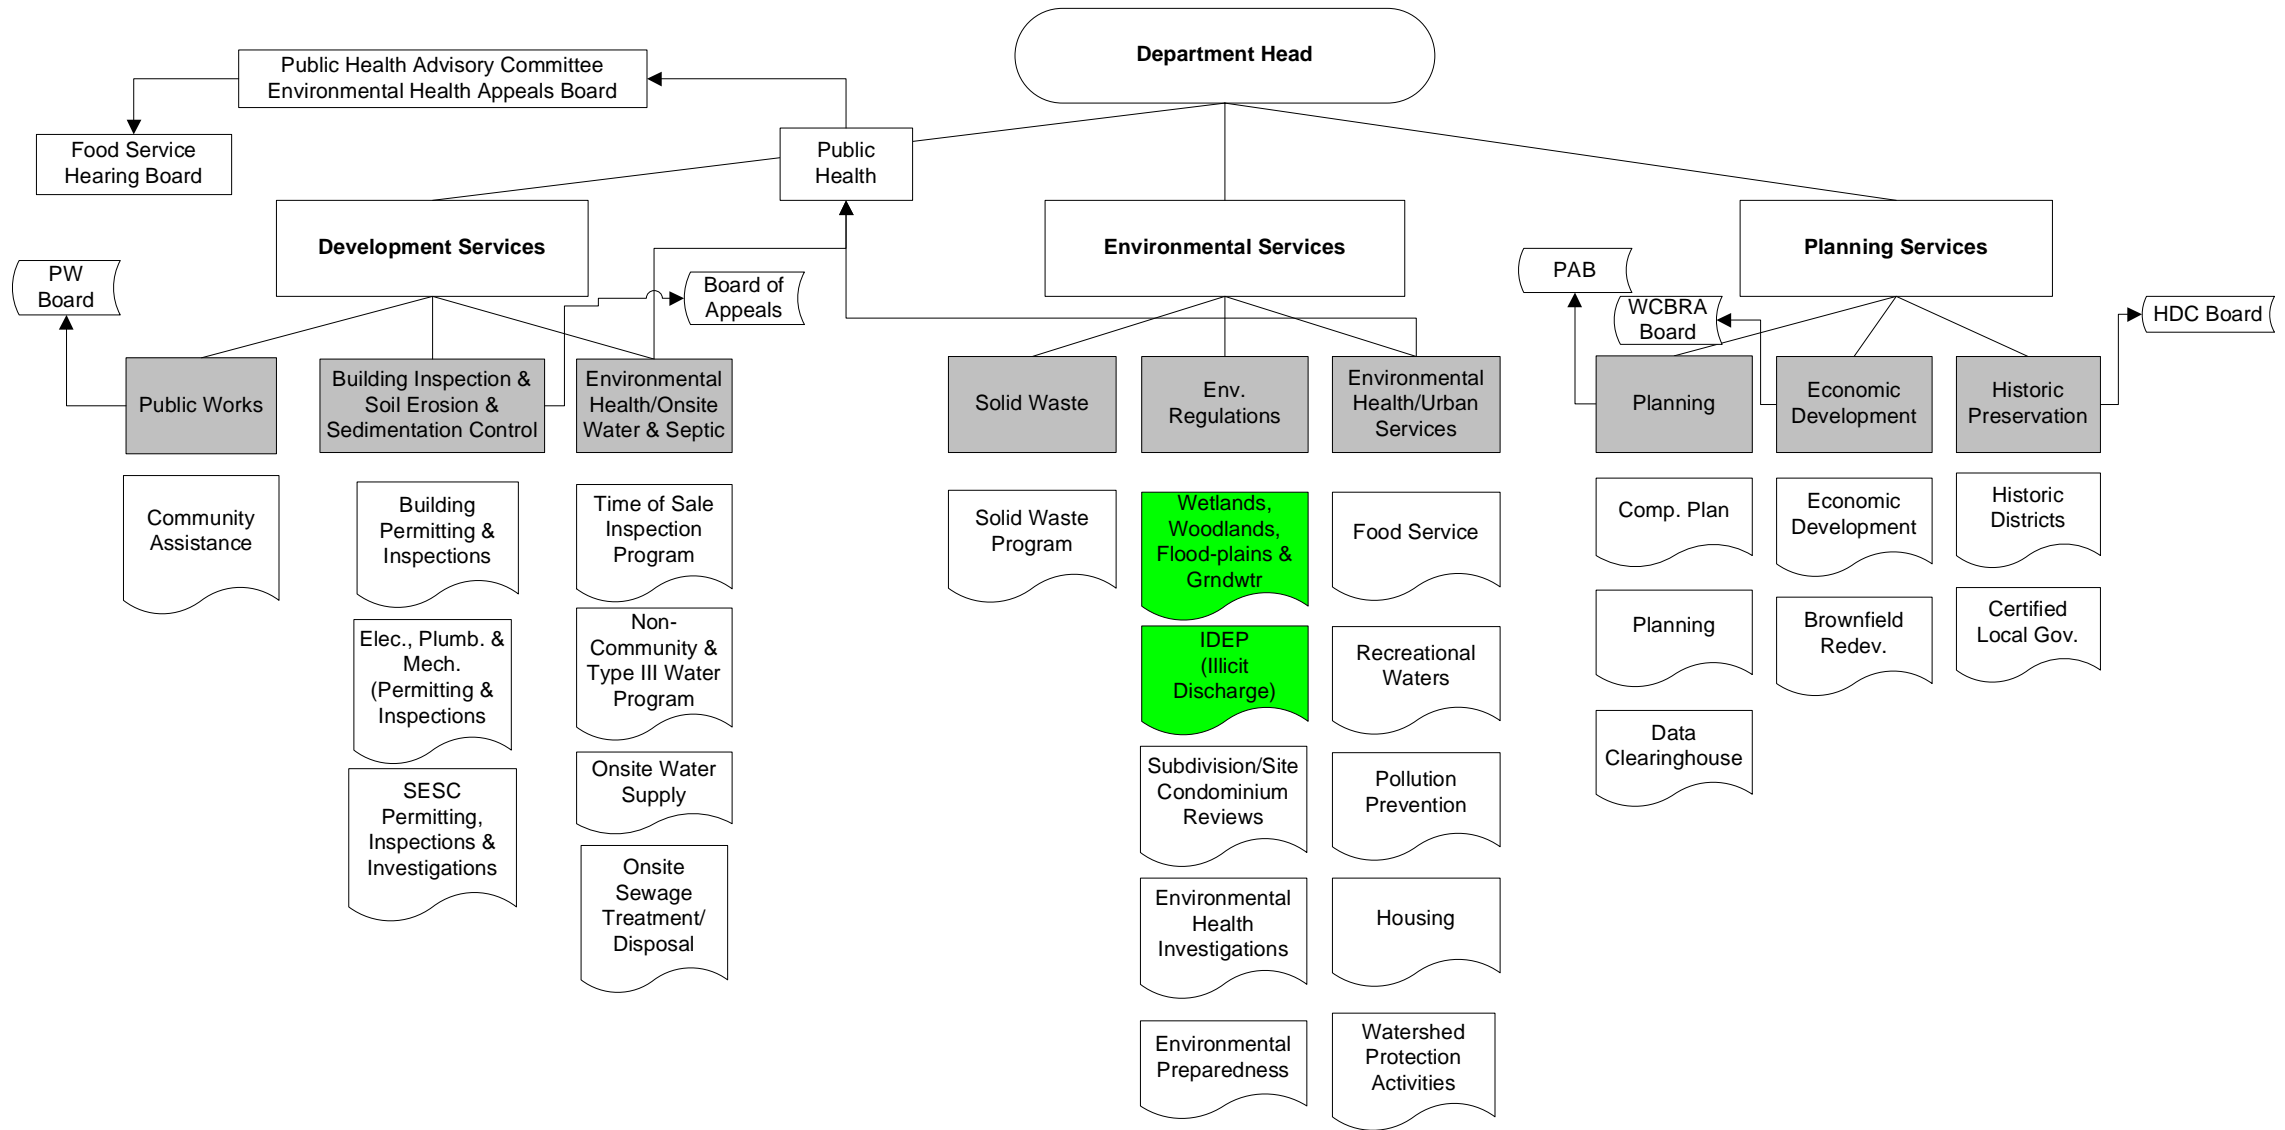 Department Head
Public Health Advisory Committee
Environmental Health Appeals Board
Food Service
Hearing Board
Public
Health
Development Services
Environmental Services
Planning Services
PW
Board
Board of
Appeals
PAB
WCBRA
Board
HDC Board
Public Works
Building Inspection &
Soil Erosion &
Sedimentation Control
Environmental
Health/Onsite
Water & Septic
Solid Waste
Env.
Regulations
Environmental
Health/Urban
Services
Planning
Economic
Development
Historic
Preservation
Community
Assistance
Building
Permitting &
Inspections
Elec., Plumb. &
Mech.
(Permitting &
Inspections
SESC
Permitting,
Inspections &
Investigations
Time of Sale
Inspection
Program
Non-
Community &
Type III Water
Program
Onsite Water
Supply
Onsite
Sewage
Treatment/
Disposal
Solid Waste
Program
Wetlands,
Woodlands,
Flood-plains &
Grndwtr
IDEP
(Illicit
Discharge)
Subdivision/Site
Condominium
Reviews
Environmental
Health
Investigations
Environmental
Preparedness
Food Service
Recreational
Waters
Pollution
Prevention
Housing
Watershed
Protection
Activities
Comp. Plan
Planning
Data
Clearinghouse
Economic
Development
Brownfield
Redev.
Historic
Districts
Certified
Local Gov.